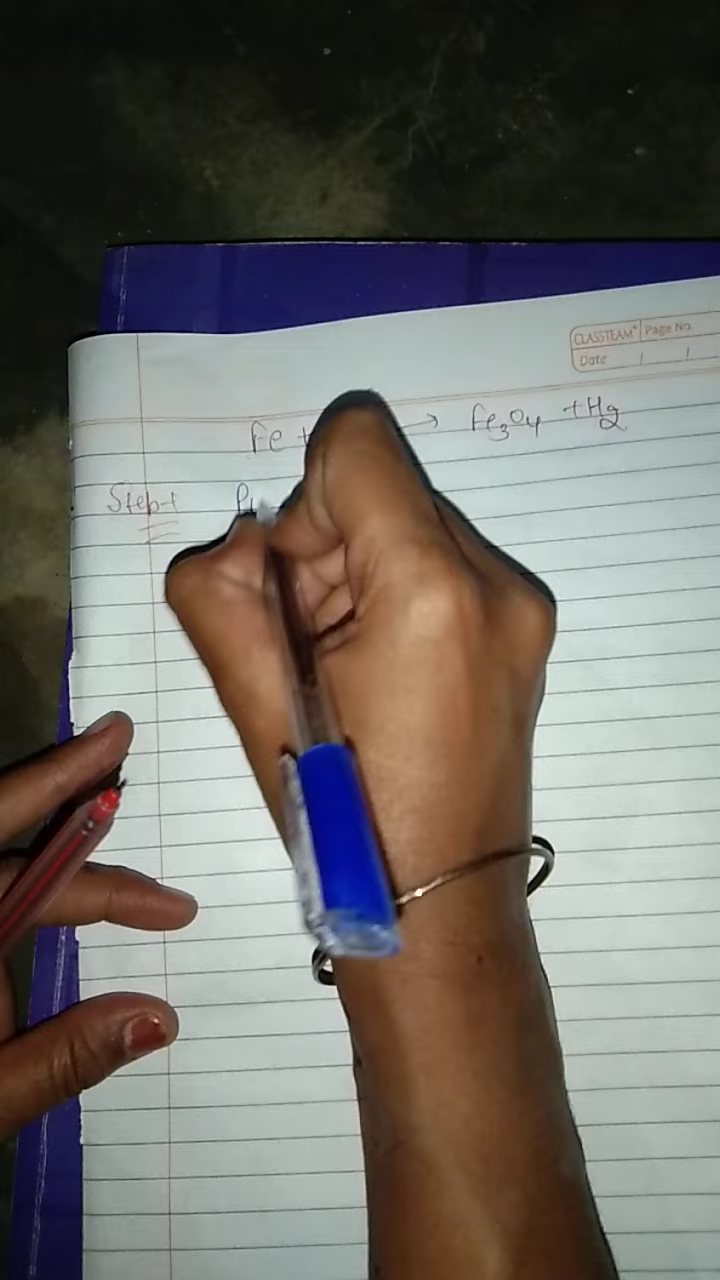 CLASSTEAM Page No.
Date / /
Fe + → Fe3O4 + H2
Step-1